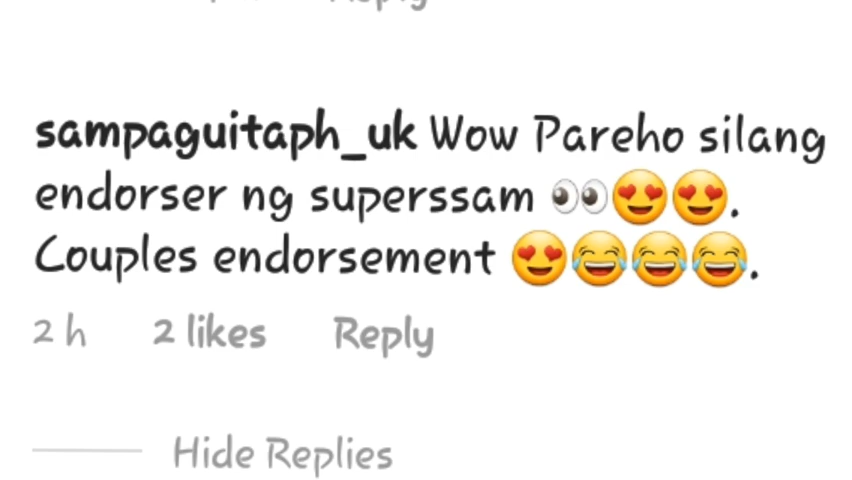 sampaguitaph_uk Wow Pareho silang
endorser ng superssam 👀😍😍.
Couples endorsement 😍😂😂😂.
2 h 2 likes Reply
Hide Replies